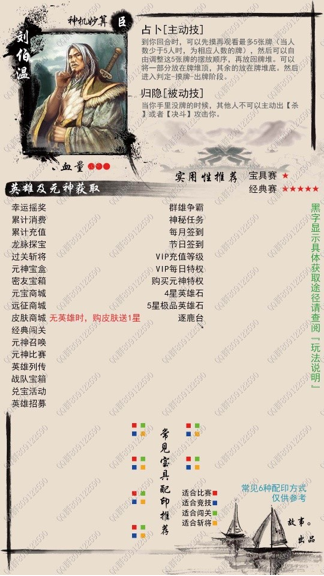 神机妙算
臣
刘伯温
占卜[主动技]
到你回合时，可以先摸再观看最多5张牌（当人
数少于5人时，为相应人数的牌），然后可以自
由调整这5张牌的摆放顺序，再放回牌堆。可以
将一部分放在牌堆顶，其余的放在牌堆底。然后
进入判定-摸牌-出牌阶段。
归隐[被动技]
当你手里没牌的时候，其他人不可以主动出【杀】
或者【决斗】攻击你。
血量
实用性推荐
宝具赛 ★
经典赛 ★★★★★
英雄及元神获取
幸运摇奖
累计消费
累计充值
龙脉探宝
过关斩将
元神宝盒
密友宝箱
元宝商城
远征商城
皮肤商城 无英雄时，购皮肤送1星
经典闯关
元神召唤
元神比赛
英雄列传
战队宝箱
兑宝活动
英雄招募
群雄争霸
神秘任务
每月签到
节日签到
VIP充值等级
VIP每日特权
购买元神特权
4星英雄石
5星极品英雄石
逐鹿台
黑字显示具体获取途径请查阅『玩法说明』
常见宝具配印推荐
适合比赛
适合竞技
适合闯关
适合斩将
常见6种配印方式
仅供参考
故事。
出品